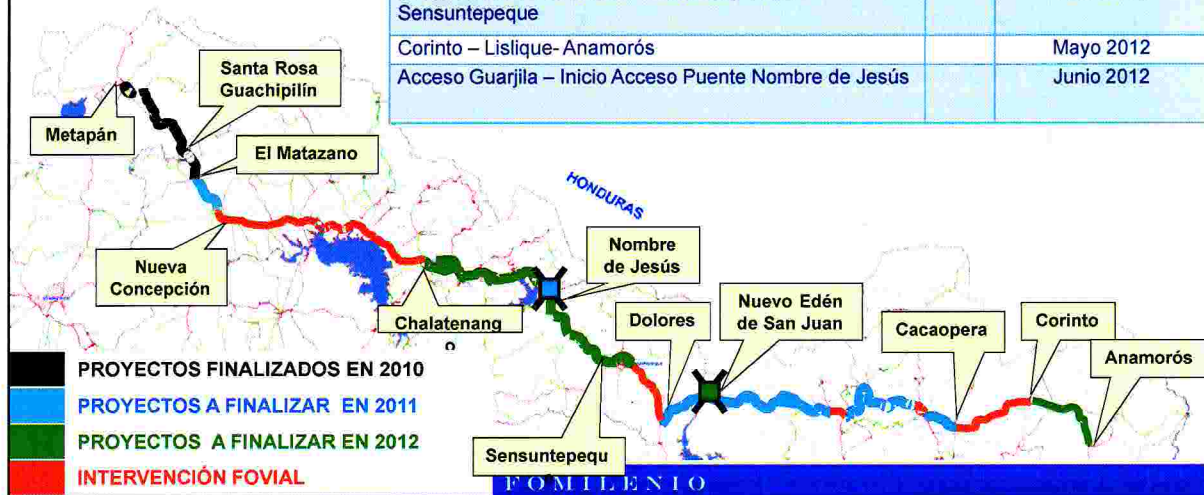 Sensuntepeque
Corinto – Lislique- Anamorós
Mayo 2012
Acceso Guarjila – Inicio Acceso Puente Nombre de Jesús
Junio 2012
Santa Rosa
Guachipilín
Metapán
El Matazano
HONDURAS
Nueva
Concepción
Nombre
de Jesús
Chalatenang
o
Dolores
Nuevo Edén
de San Juan
Cacaopera
Corinto
Anamorós
Sensuntepequ
PROYECTOS FINALIZADOS EN 2010
PROYECTOS A FINALIZAR EN 2011
PROYECTOS A FINALIZAR EN 2012
INTERVENCIÓN FOVIAL
FOMILENIO